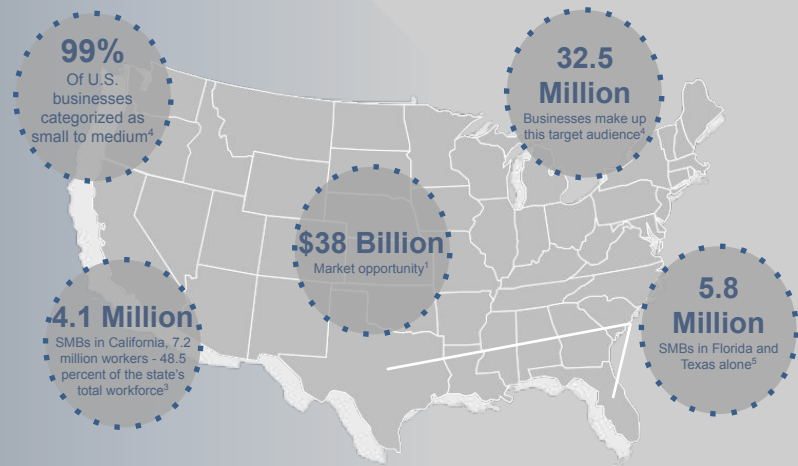 99%
Of U.S.
businesses
categorized as
small to medium⁴
32.5
Million
Businesses make up
this target audience⁴
$38 Billion
Market opportunity¹
4.1 Million
SMBs in California, 7.2
million workers - 48.5
percent of the state's
total workforce³
5.8
Million
SMBs in Florida and
Texas alone⁵